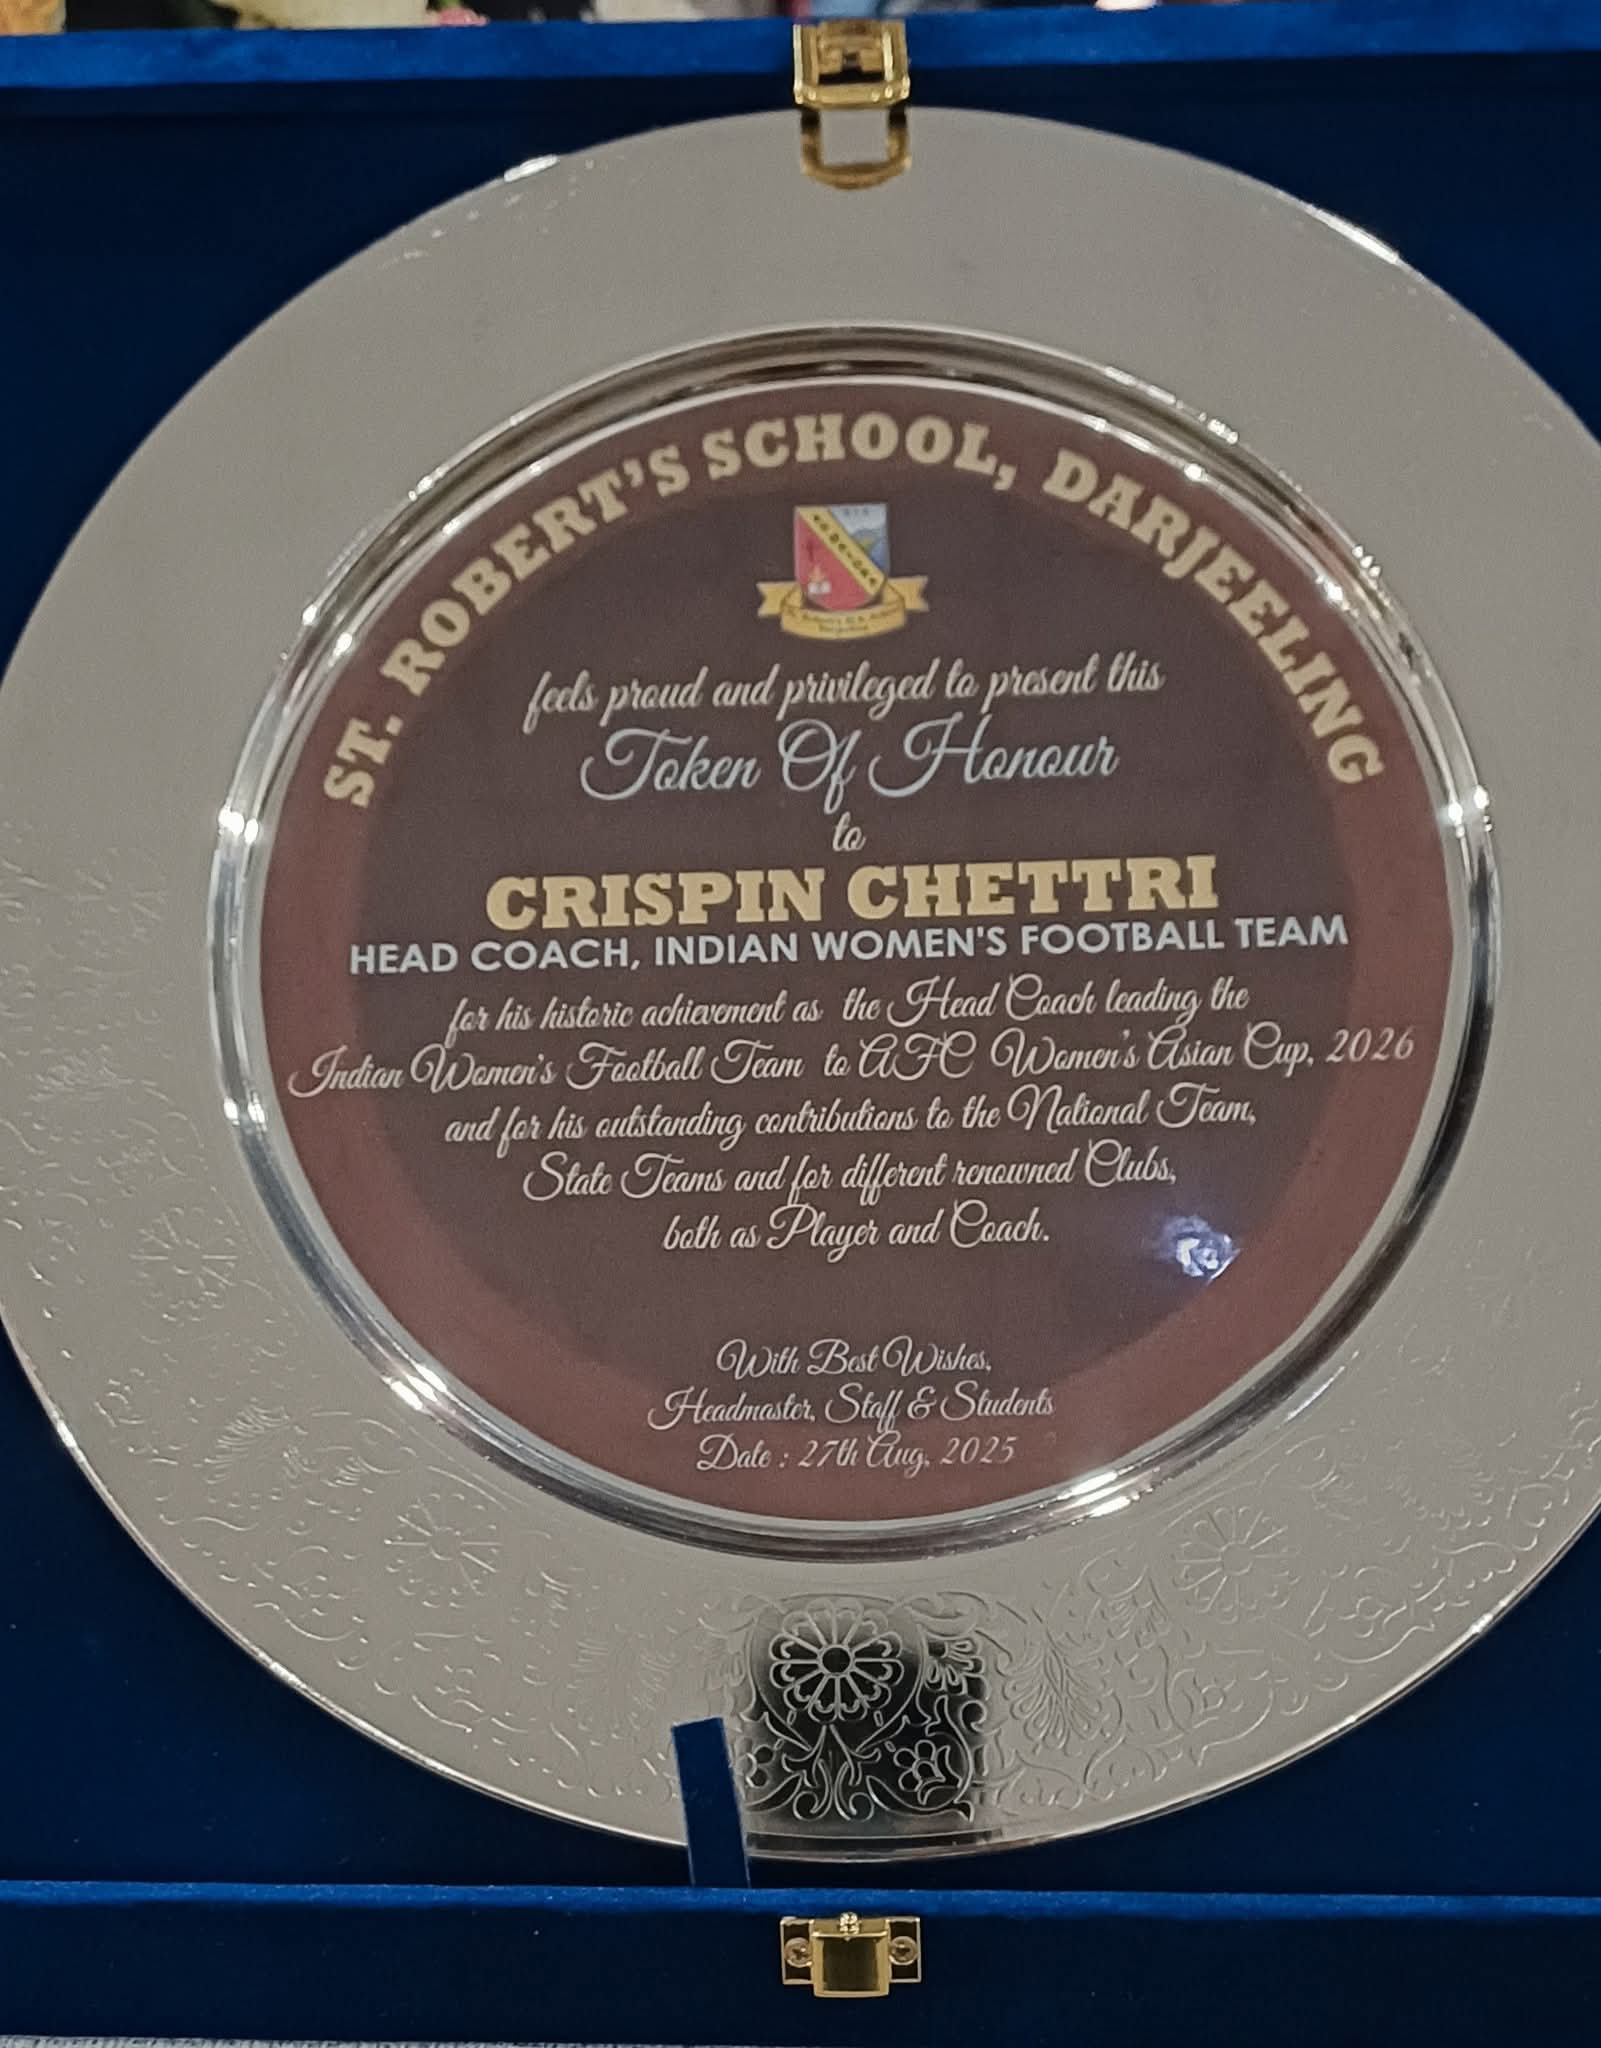 ST. ROBERT'S SCHOOL, DARJEELING
feels proud and privileged to present this
Token Of Honour
to
CRISPIN CHETTRI
HEAD COACH, INDIAN WOMEN'S FOOTBALL TEAM
for his historic achievement as the Head Coach leading the
Indian Women's Football Team to AFC Women's Asian Cup, 2026
and for his outstanding contributions to the National Team,
State Teams and for different renowned Clubs,
both as Player and Coach.
With Best Wishes,
Headmaster, Staff & Students
Date : 27th Aug, 2025